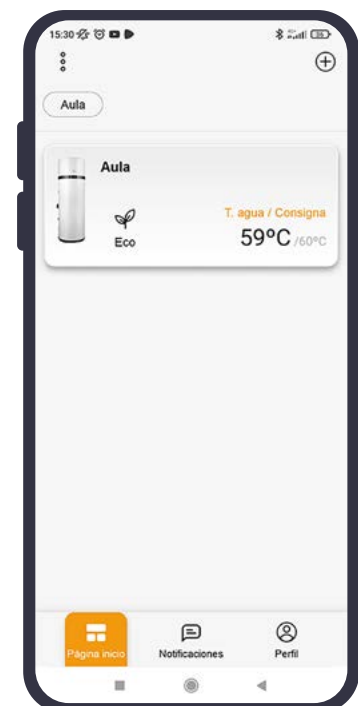 15:30
Aula
Aula
T. agua / Consigna
Eco
59ºC /60ºC
Página inicio
Notificaciones
Perfil